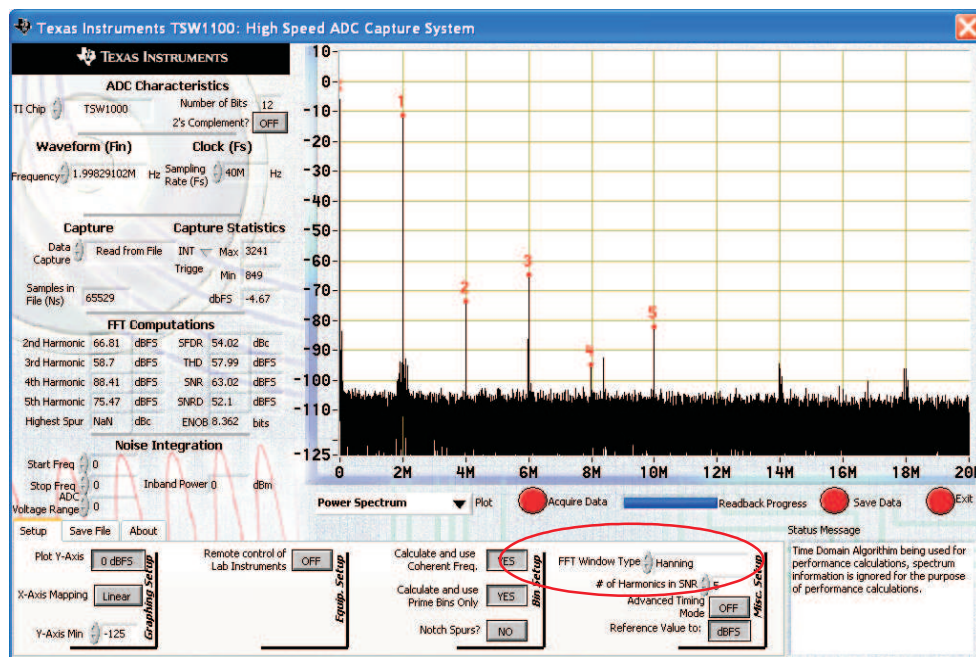 Texas Instruments TSW1100: High Speed ADC Capture System
TEXAS INSTRUMENTS
ADC Characteristics
TI Chip TSW1000 Number of Bits 12
2's Complement? OFF
Waveform (Fin) Clock (Fs)
Frequency 1.99829102M Hz Sampling Rate (Fs) 40M Hz
Capture Capture Statistics
Data Capture Read from File INT Max 3241
Trigge Min 849
Samples in File (Ns) 65529 dbFS -4.67
FFT Computations
2nd Harmonic 66.81 dBFS SFDR 54.02 dBc
3rd Harmonic 58.7 dBFS THD 57.99 dBFS
4th Harmonic 88.41 dBFS SNR 63.02 dBFS
5th Harmonic 75.47 dBFS SNRD 52.1 dBFS
Highest Spur NaN dBc ENOB 8.362 bits
Noise Integration
Start Freq 0
Stop Freq 0 Inband Power 0 dBm
ADC Voltage Range 0
10-
0-
-10-
-20-
-30-
-40-
-50-
-60-
-70-
-80-
-90-
-100-
-110-
-125-
1
2
3
4
5
0 2M 4M 6M 8M 10M 12M 14M 16M 18M 20M
Power Spectrum Plot Acquire Data Readback Progress Save Data Exit
Setup Save File About
Plot Y-Axis 0 dBFS
X-Axis Mapping Linear
Y-Axis Min -125
Graphing Setup
Remote control of Lab Instruments OFF
Equip. Setup
Calculate and use Coherent Freq. YES
Calculate and use Prime Bins Only YES
Notch Spurs? NO
Bin Setup
FFT Window Type Hanning
# of Harmonics in SNR 5
Advanced Timing Mode OFF
Reference Value to: dBFS
Misc. Setup
Status Message
Time Domain Algorithm being used for
performance calculations, spectrum
information is ignored for the purpose
of performance calculations.